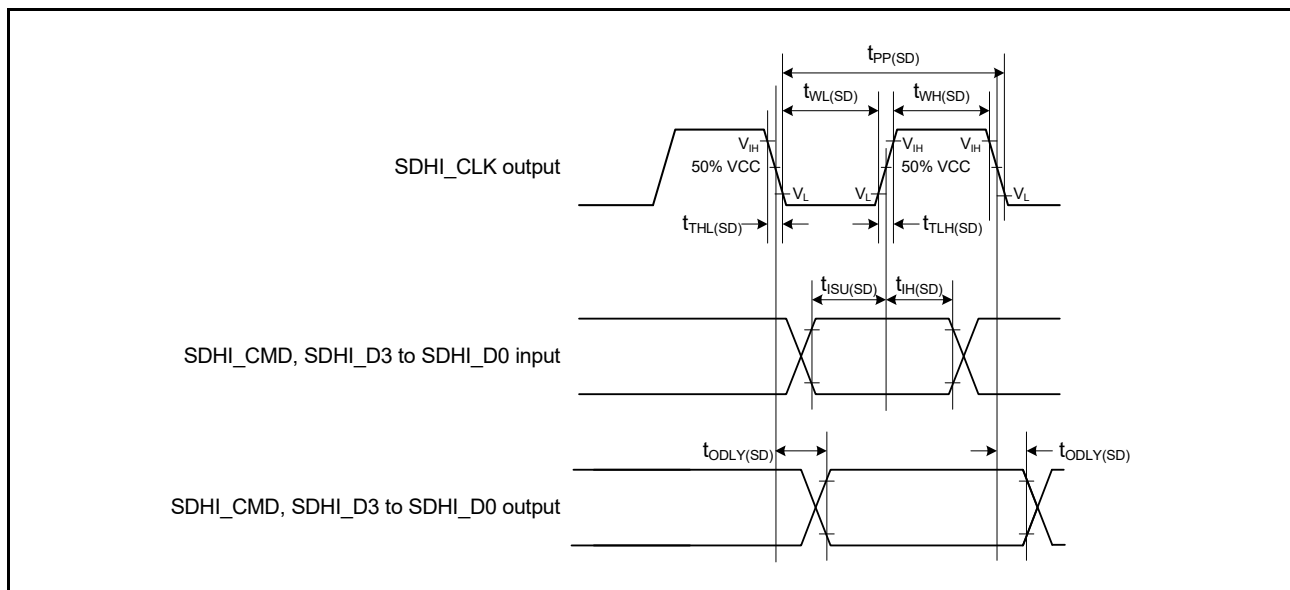 tPP(SD)
tWL(SD) tWH(SD)
VIH VIH VIH
SDHI_CLK output 50% VCC 50% VCC
VL VL VL
tTHL(SD) tTLH(SD)
tISU(SD) tIH(SD)
SDHI_CMD, SDHI_D3 to SDHI_D0 input
tODLY(SD) tODLY(SD)
SDHI_CMD, SDHI_D3 to SDHI_D0 output